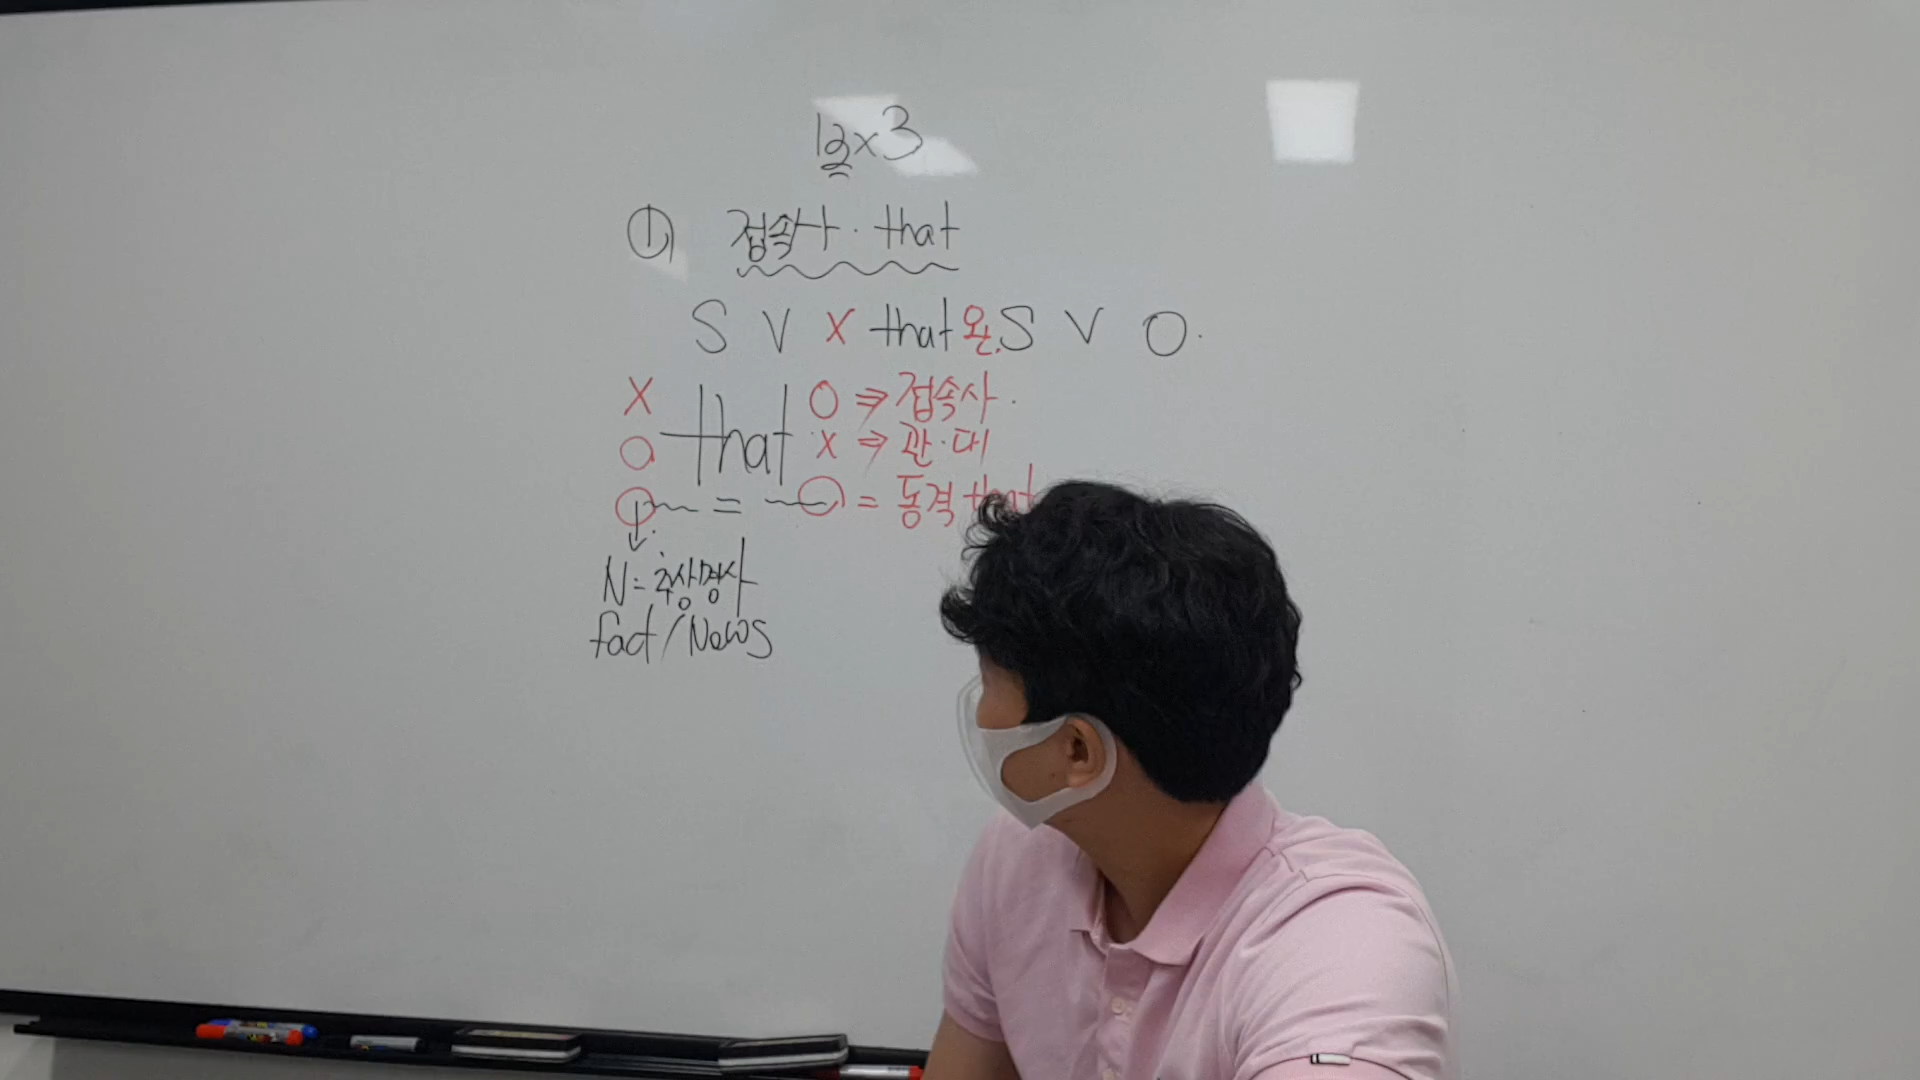 12x3
① 접속사. that
S V X that 완. S V O.
X that O ⇒ 접속사.
O X ⇒ 관.대
O = O = 동격 that
N = 추상명사
fact / News